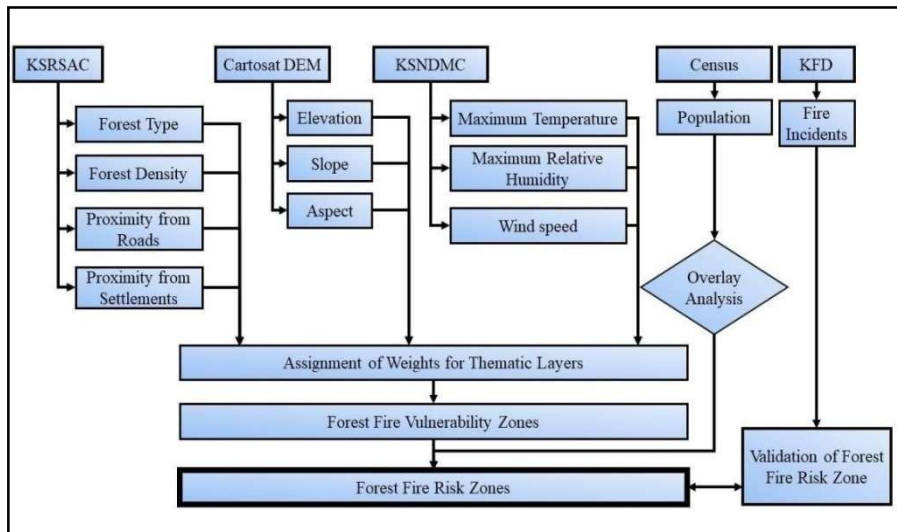 KSRSAC
Cartosat DEM
KSNDMC
Census
KFD
Forest Type
Forest Density
Proximity from
Roads
Proximity from
Settlements
Elevation
Slope
Aspect
Maximum Temperature
Maximum Relative
Humidity
Wind speed
Population
Fire
Incidents
Overlay
Analysis
Assignment of Weights for Thematic Layers
Forest Fire Vulnerability Zones
Forest Fire Risk Zones
Validation of Forest
Fire Risk Zone